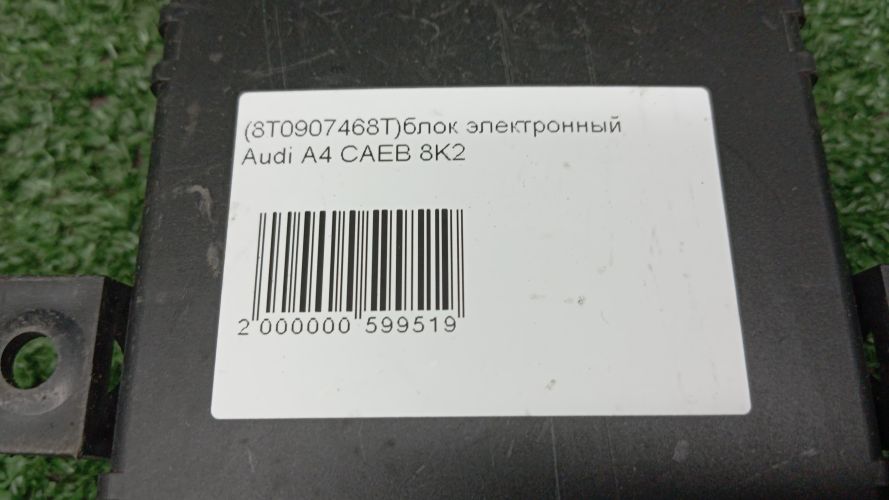 (8T0907468T)блок электронный
Audi A4 CAEB 8K2
2 000000 599519